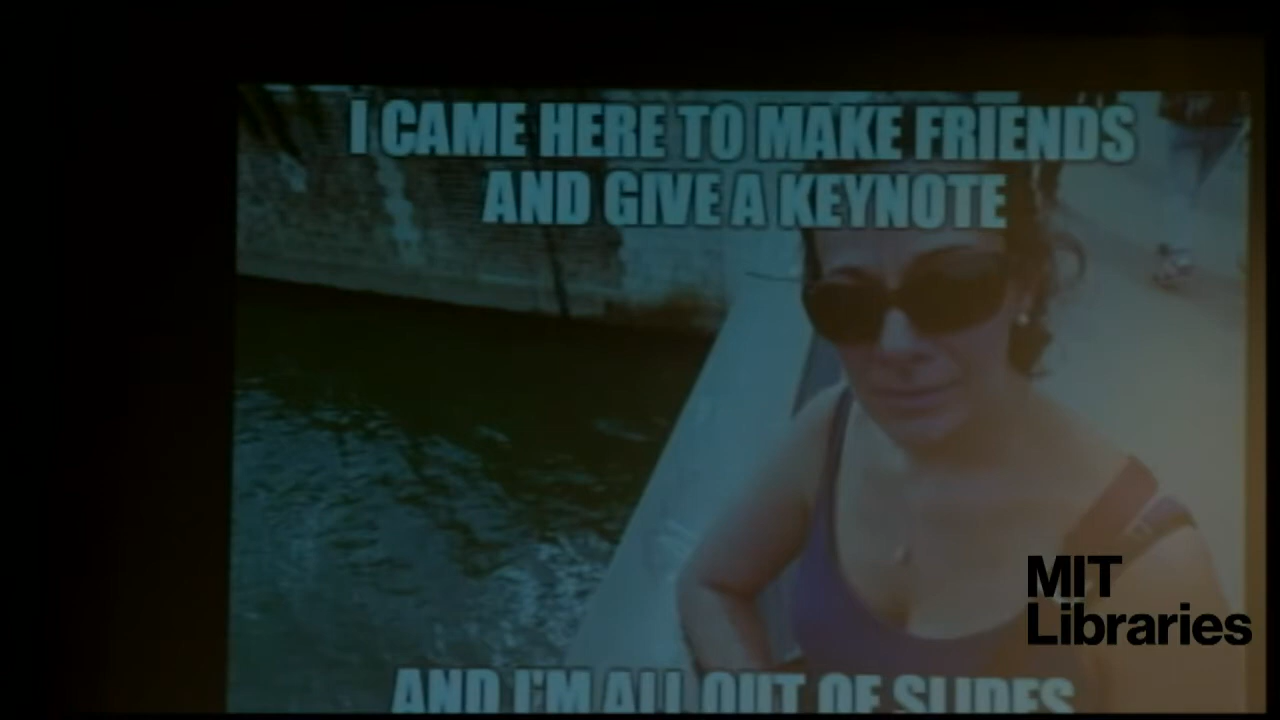 I CAME HERE TO MAKE FRIENDS
AND GIVE A KEYNOTE
AND I'M ALL OUT OF SLIDES
MIT
Libraries